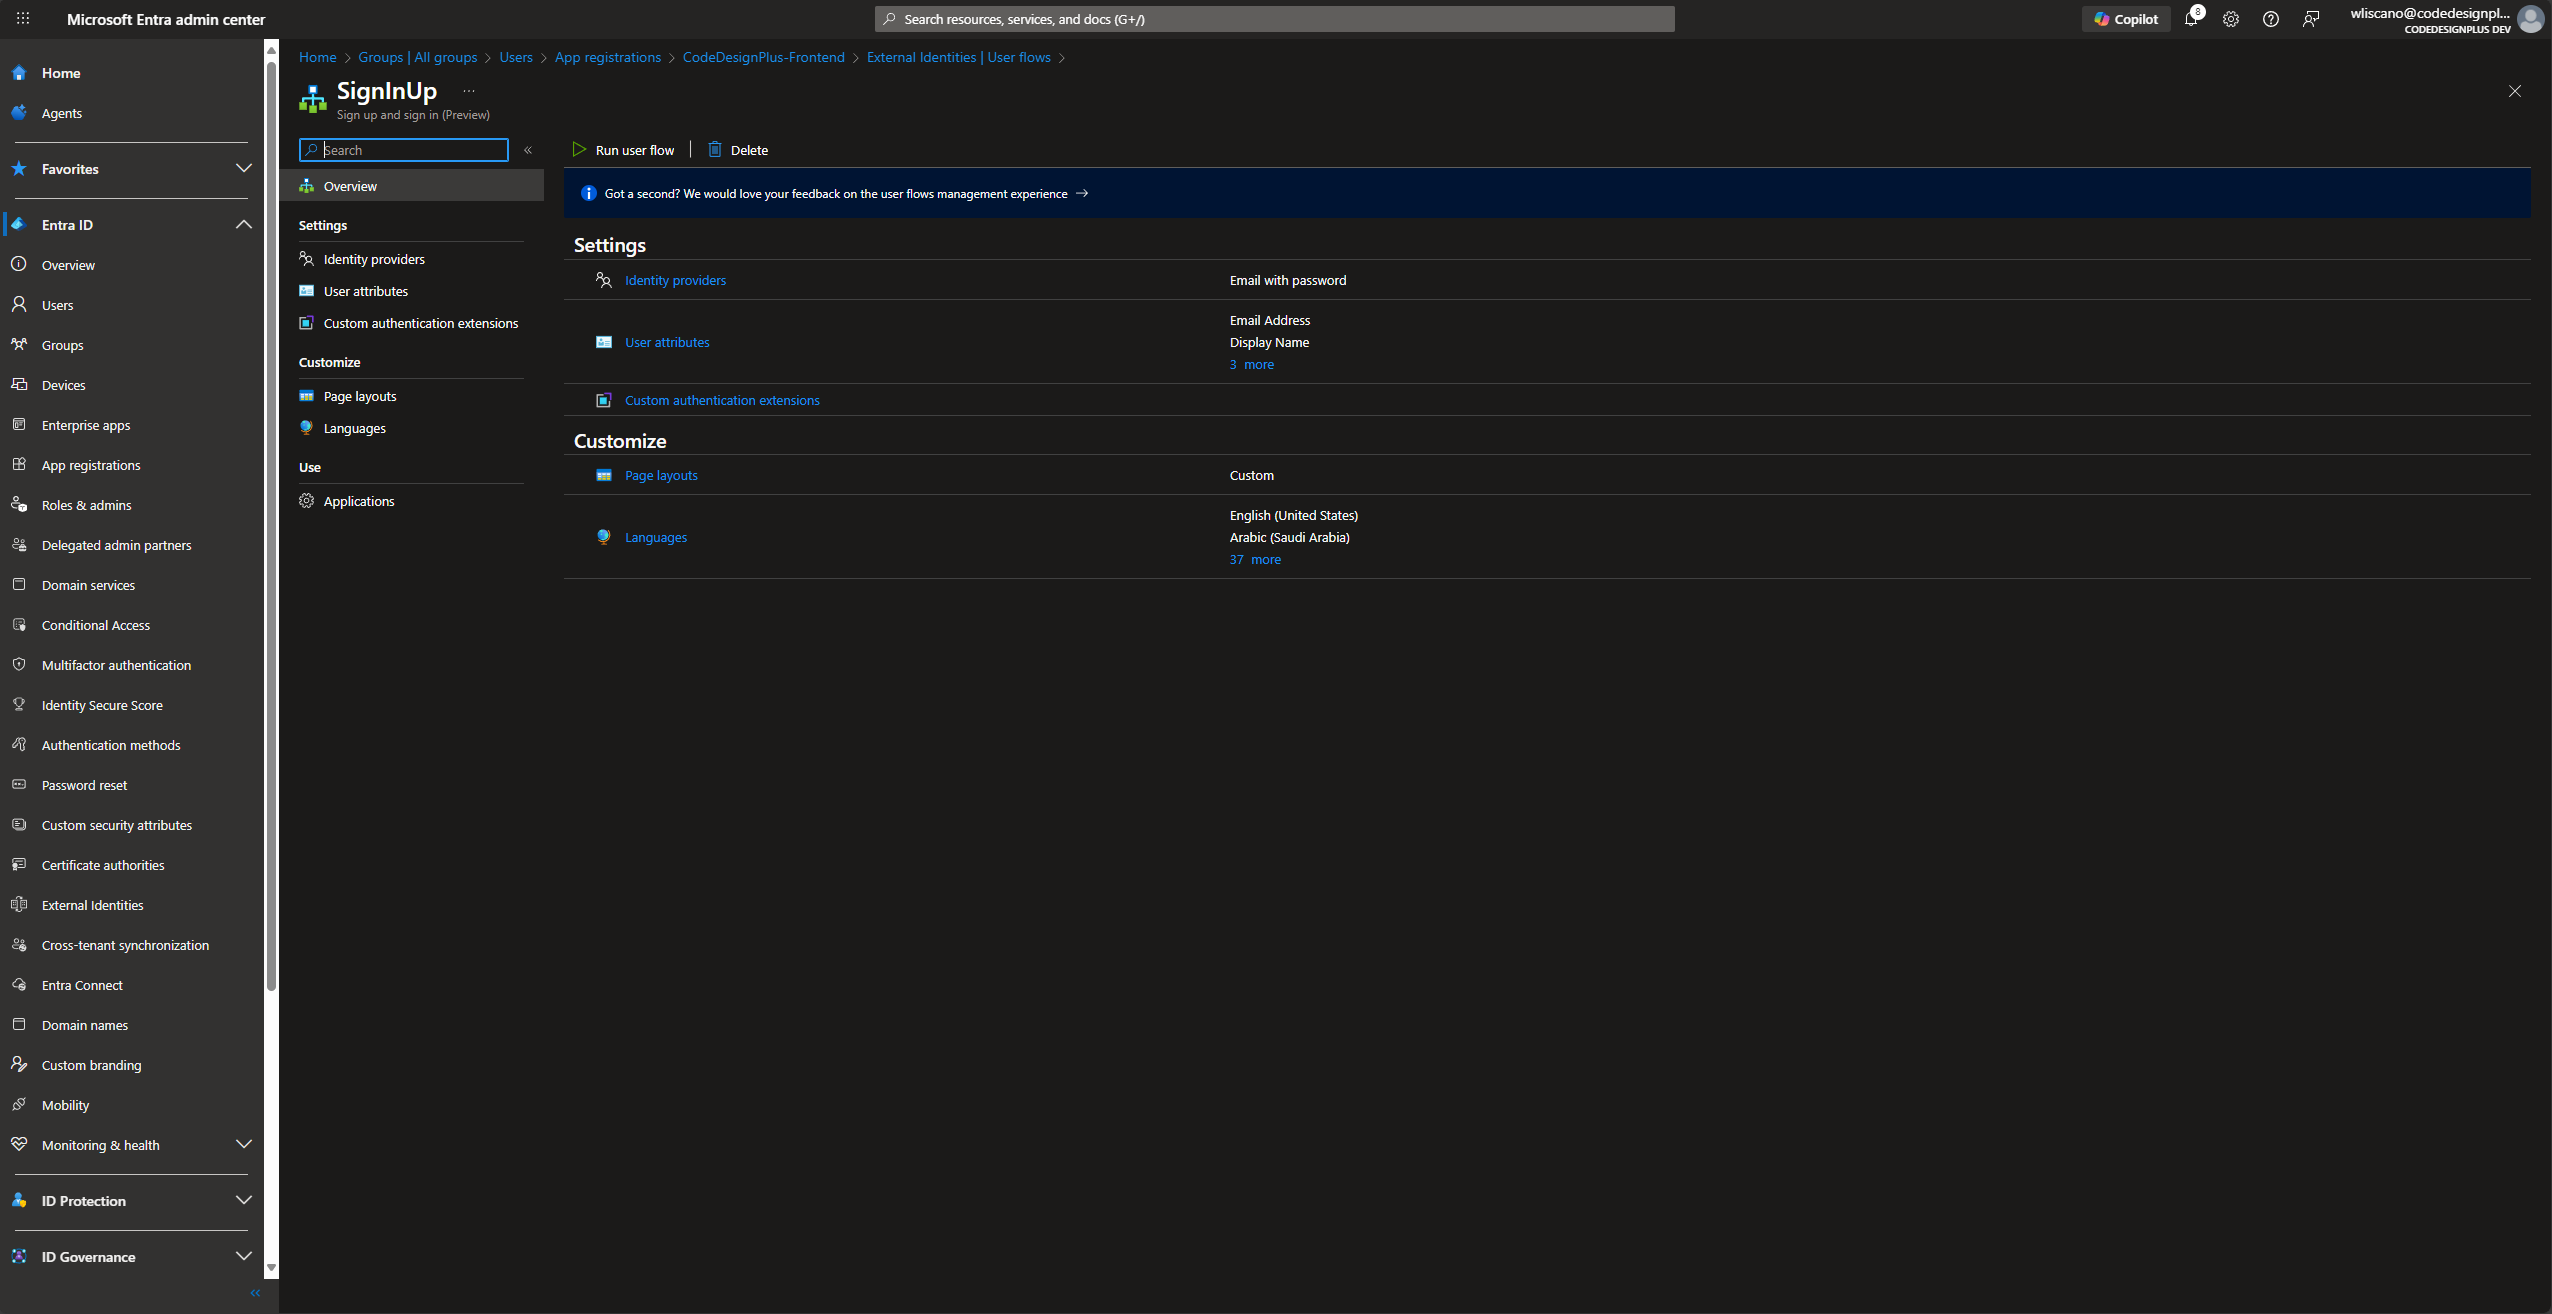 Microsoft Entra admin center
Search resources, services, and docs (G+/)
Copilot
8
wliscano@codedesignpl...
CODEDESIGNPLUS DEV
Home
Agents
Favorites
Entra ID
Overview
Users
Groups
Devices
Enterprise apps
App registrations
Roles & admins
Delegated admin partners
Domain services
Conditional Access
Multifactor authentication
Identity Secure Score
Authentication methods
Password reset
Custom security attributes
Certificate authorities
External Identities
Cross-tenant synchronization
Entra Connect
Domain names
Custom branding
Mobility
Monitoring & health
ID Protection
ID Governance
Home > Groups | All groups > Users > App registrations > CodeDesignPlus-Frontend > External Identities | User flows >
SignInUp ...
Sign up and sign in (Preview)
Search
Overview
Settings
Identity providers
User attributes
Custom authentication extensions
Customize
Page layouts
Languages
Use
Applications
Run user flow | Delete
Got a second? We would love your feedback on the user flows management experience →
Settings
Identity providers Email with password
Email Address
User attributes Display Name
3 more
Custom authentication extensions
Customize
Page layouts Custom
English (United States)
Languages Arabic (Saudi Arabia)
37 more